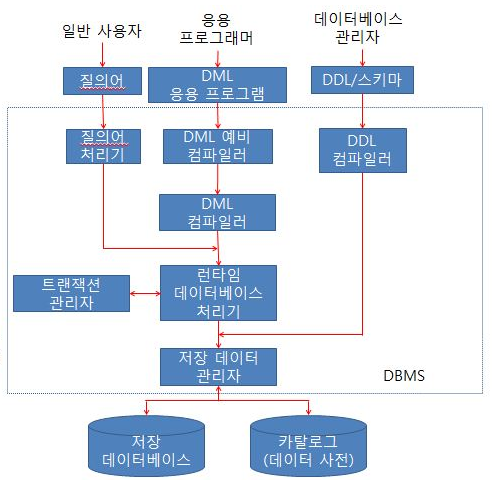 일반 사용자
응용
프로그래머
데이터베이스
관리자
질의어
DML
응용 프로그램
DDL/스키마
질의어
처리기
DML 예비
컴파일러
DDL
컴파일러
DML
컴파일러
트랜잭션
관리자
런타임
데이터베이스
처리기
저장 데이터
관리자
DBMS
저장
데이터베이스
카탈로그
(데이터 사전)